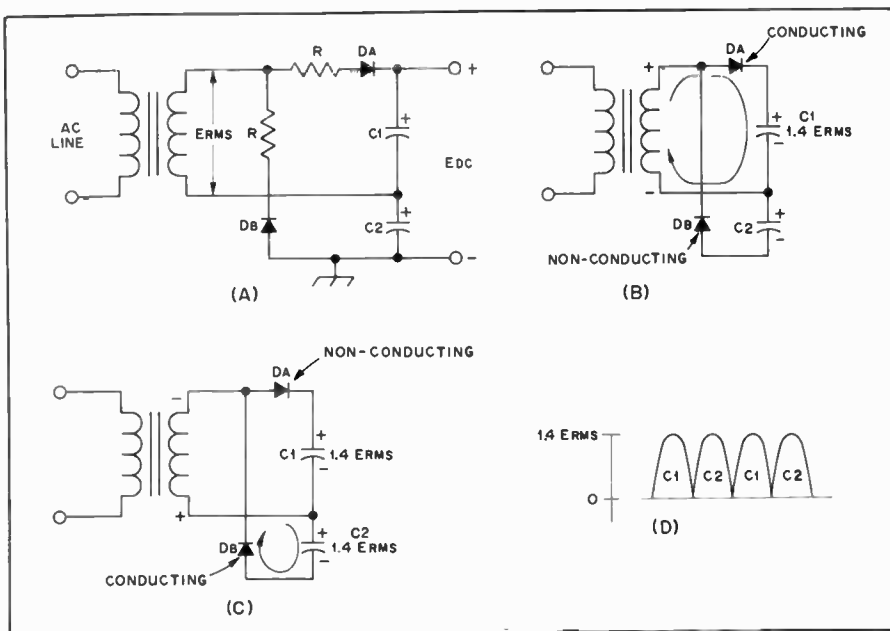 AC LINE
ERMS
R
R
DA
DB
C1
C2
EDC
+
+
+
-
(A)
DA
CONDUCTING
+
-
+
C1
1.4 ERMS
-
+
C2
-
DB
NON-CONDUCTING
(B)
NON-CONDUCTING
DA
-
+
+
C1 1.4 ERMS
-
+
C2
1.4 ERMS
-
DB
CONDUCTING
(C)
1.4 ERMS
0
C1 C2 C1 C2
(D)